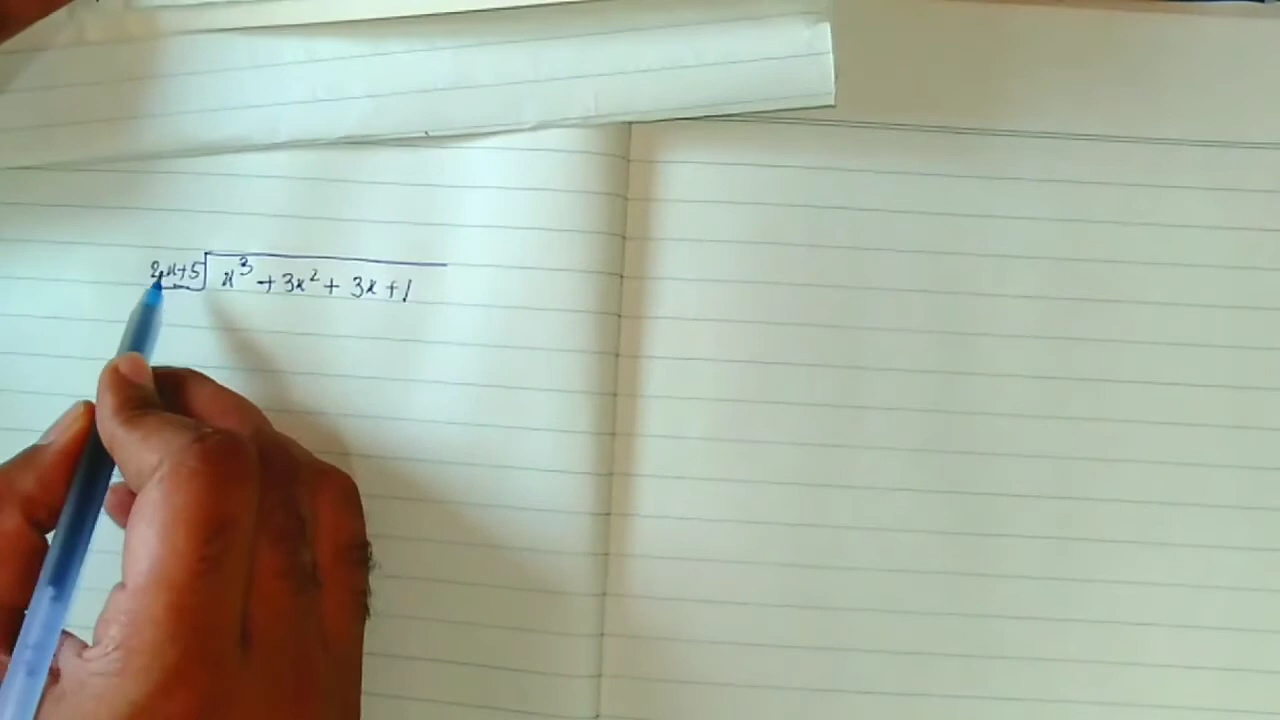 2x+5 x³ + 3x² + 3x + 1